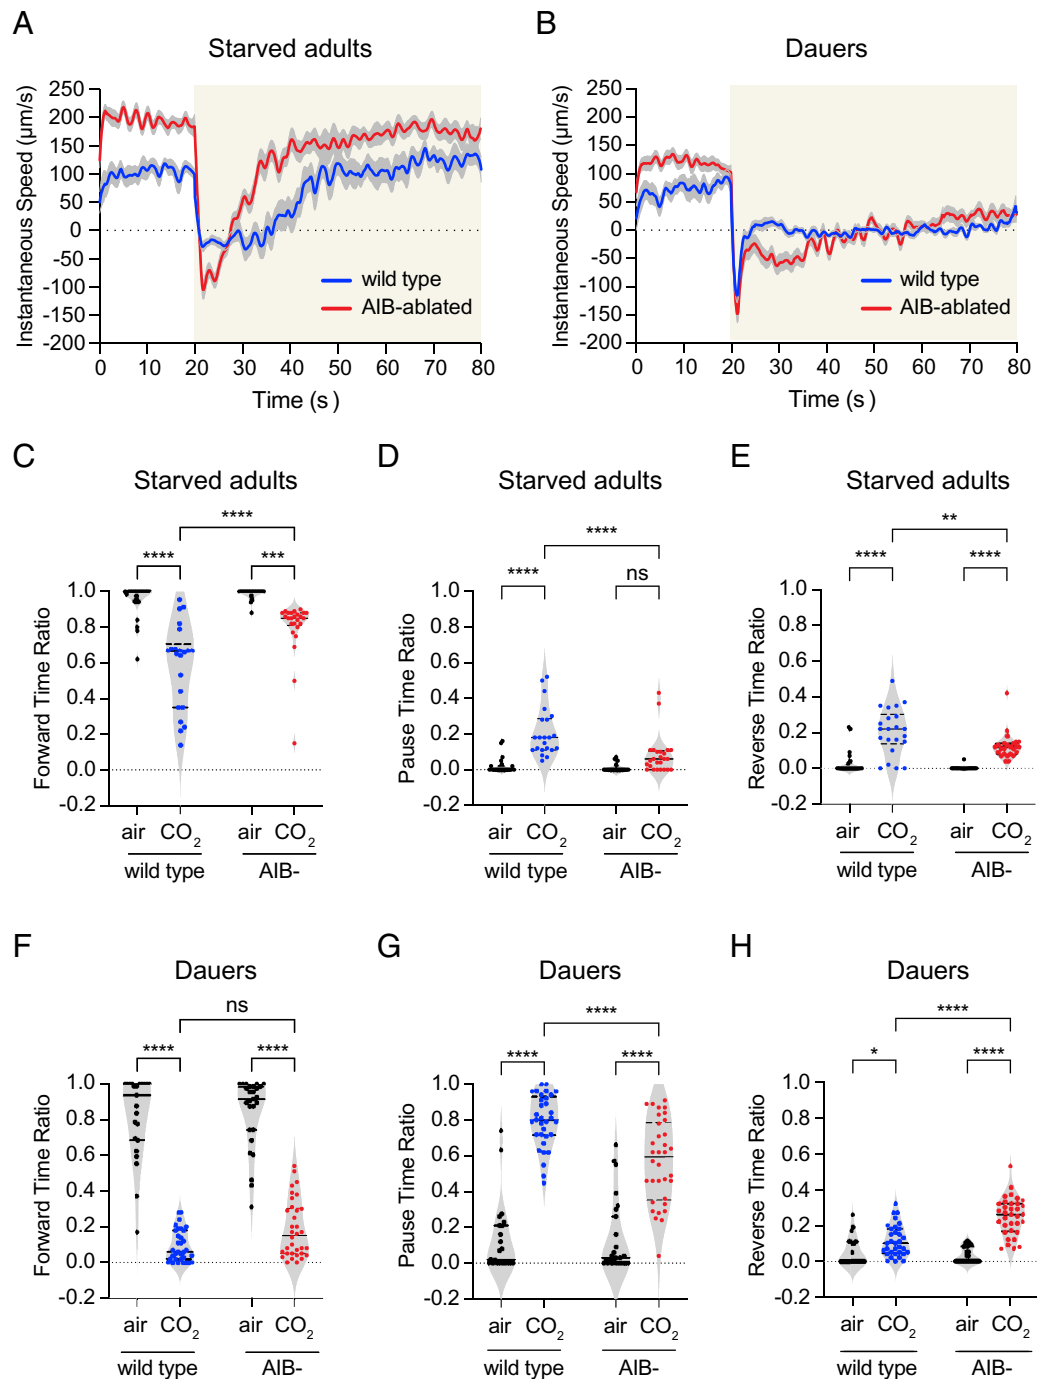 A
Starved adults
Instantaneous Speed (µm/s)
250
200
150
100
50
0
-50
-100
-150
-200
wild type
AIB-ablated
0 10 20 30 40 50 60 70 80
Time (s)
B
Dauers
Instantaneous Speed (µm/s)
250
200
150
100
50
0
-50
-100
-150
-200
wild type
AIB-ablated
0 10 20 30 40 50 60 70 80
Time (s)
C
Starved adults
Forward Time Ratio
****
**** ***
1.0
0.8
0.6
0.4
0.2
0.0
-0.2
air CO₂ air CO₂
wild type AIB-
D
Starved adults
Pause Time Ratio
****
**** ns
1.0
0.8
0.6
0.4
0.2
0.0
-0.2
air CO₂ air CO₂
wild type AIB-
E
Starved adults
Reverse Time Ratio
**
**** ****
1.0
0.8
0.6
0.4
0.2
0.0
-0.2
air CO₂ air CO₂
wild type AIB-
F
Dauers
Forward Time Ratio
ns
**** ****
1.0
0.8
0.6
0.4
0.2
0.0
-0.2
air CO₂ air CO₂
wild type AIB-
G
Dauers
Pause Time Ratio
****
**** ****
1.0
0.8
0.6
0.4
0.2
0.0
-0.2
air CO₂ air CO₂
wild type AIB-
H
Dauers
Reverse Time Ratio
****
* ****
1.0
0.8
0.6
0.4
0.2
0.0
-0.2
air CO₂ air CO₂
wild type AIB-